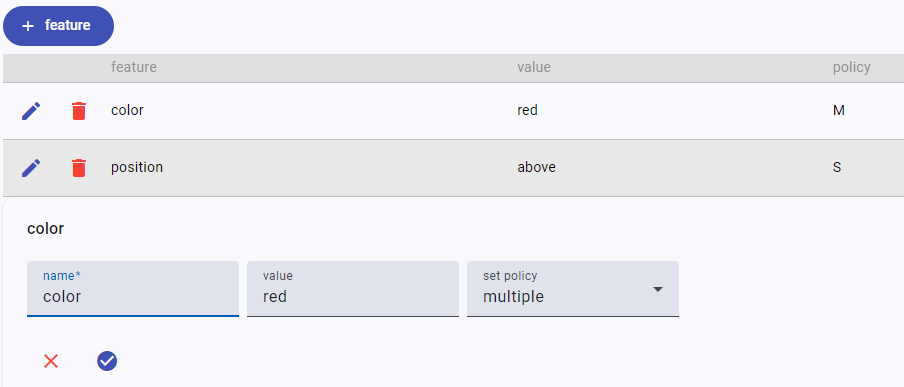 + feature
feature value policy
color red M
position above S
color
name* value set policy
color red multiple